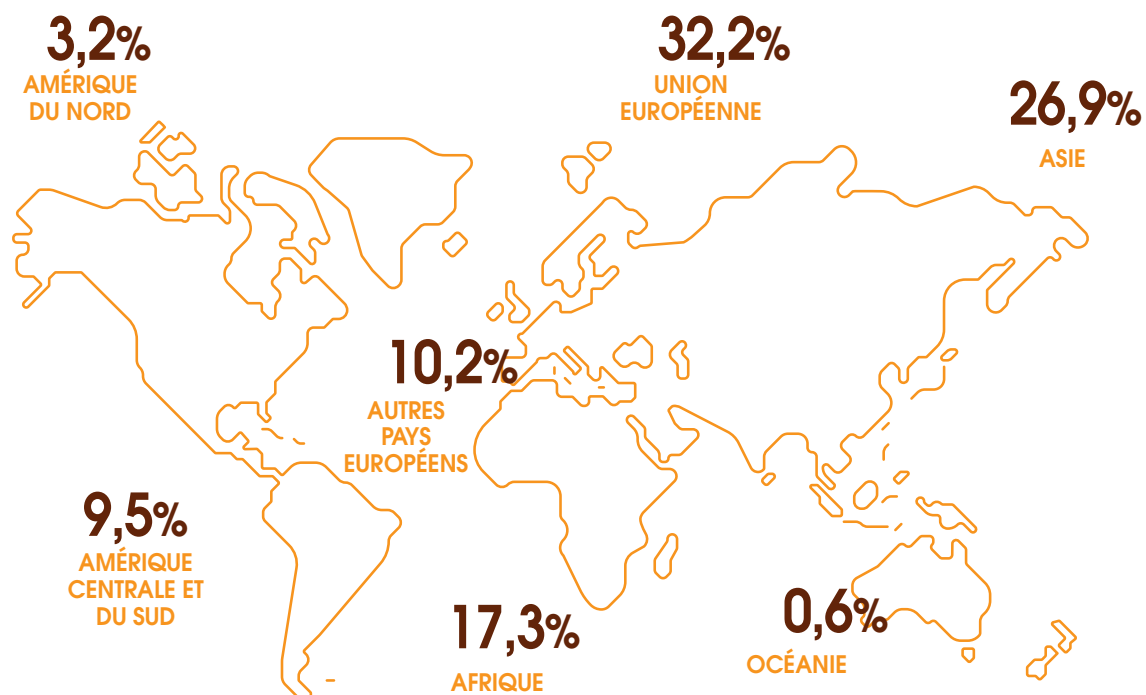 3,2%
AMÉRIQUE
DU NORD
32,2%
UNION
EUROPÉENNE
26,9%
ASIE
10,2%
AUTRES
PAYS
EUROPÉENS
9,5%
AMÉRIQUE
CENTRALE ET
DU SUD
17,3%
AFRIQUE
0,6%
OCÉANIE